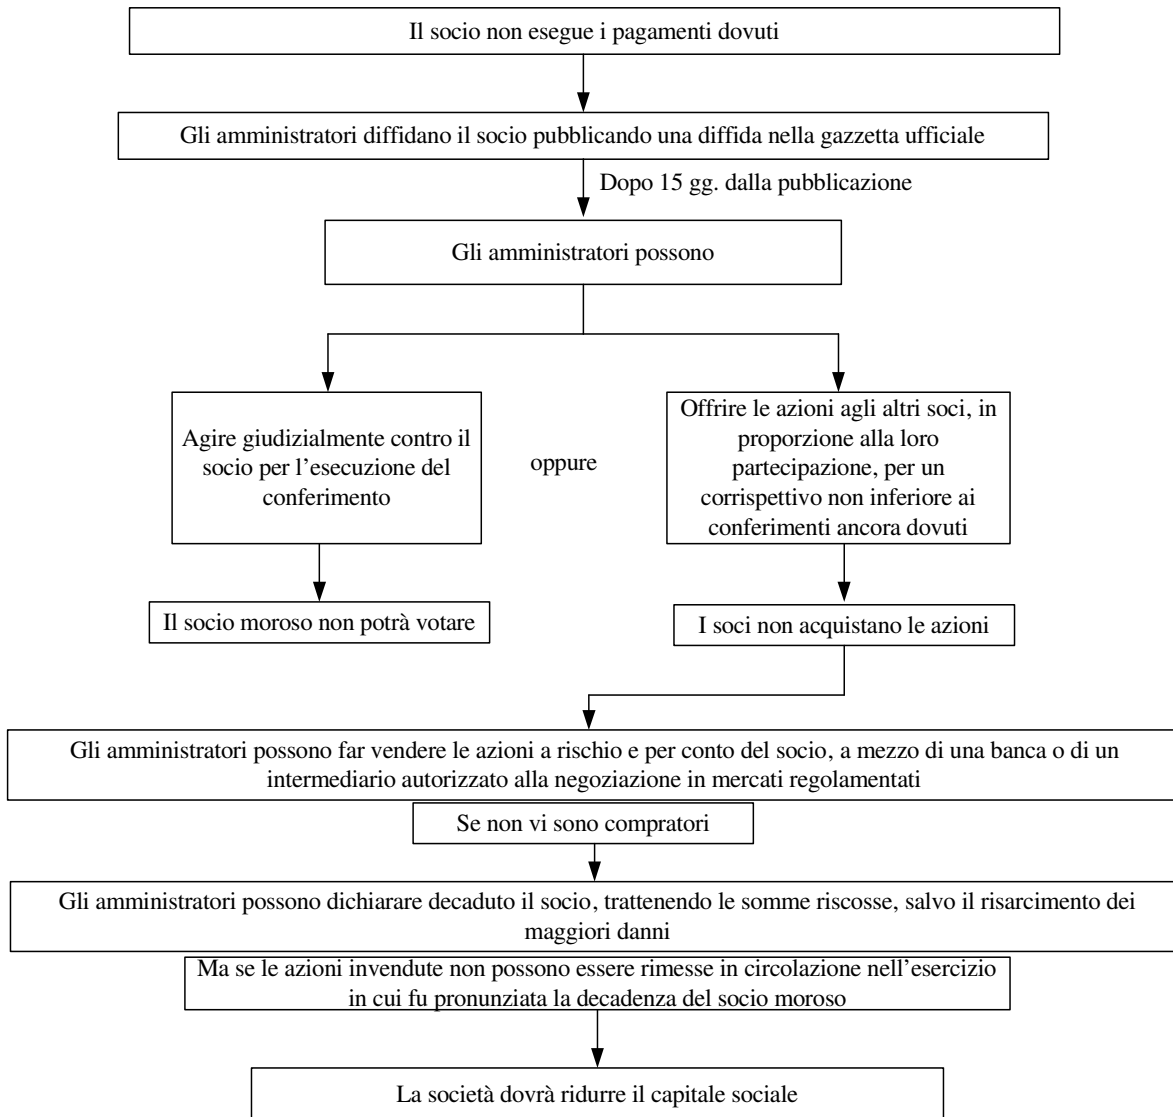 Il socio non esegue i pagamenti dovuti
Gli amministratori diffidano il socio pubblicando una diffida nella gazzetta ufficiale
Dopo 15 gg. dalla pubblicazione
Gli amministratori possono
Agire giudizialmente contro il
socio per l'esecuzione del
conferimento
oppure
Offrire le azioni agli altri soci, in
proporzione alla loro
partecipazione, per un
corrispettivo non inferiore ai
conferimenti ancora dovuti
Il socio moroso non potrà votare
I soci non acquistano le azioni
Gli amministratori possono far vendere le azioni a rischio e per conto del socio, a mezzo di una banca o di un
intermediario autorizzato alla negoziazione in mercati regolamentati
Se non vi sono compratori
Gli amministratori possono dichiarare decaduto il socio, trattenendo le somme riscosse, salvo il risarcimento dei
maggiori danni
Ma se le azioni invendute non possono essere rimesse in circolazione nell'esercizio
in cui fu pronunziata la decadenza del socio moroso
La società dovrà ridurre il capitale sociale